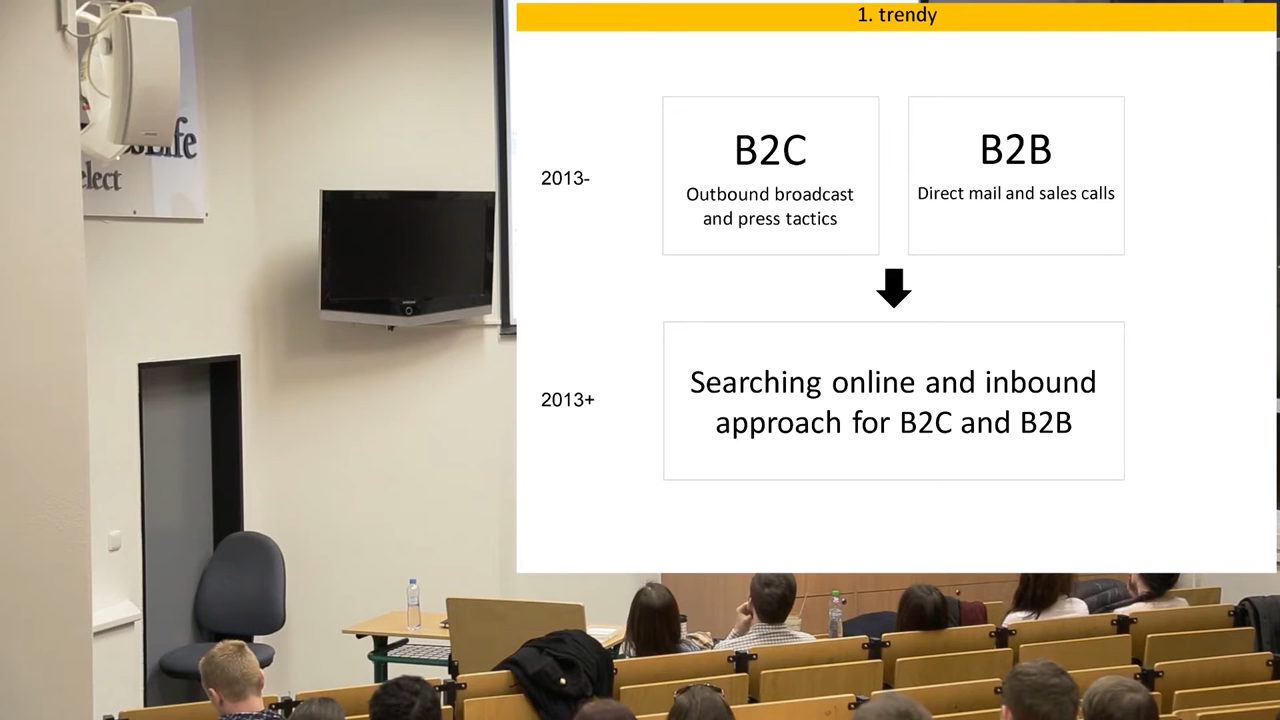 1. trendy
2013-
B2C
Outbound broadcast
and press tactics
B2B
Direct mail and sales calls
2013+
Searching online and inbound
approach for B2C and B2B